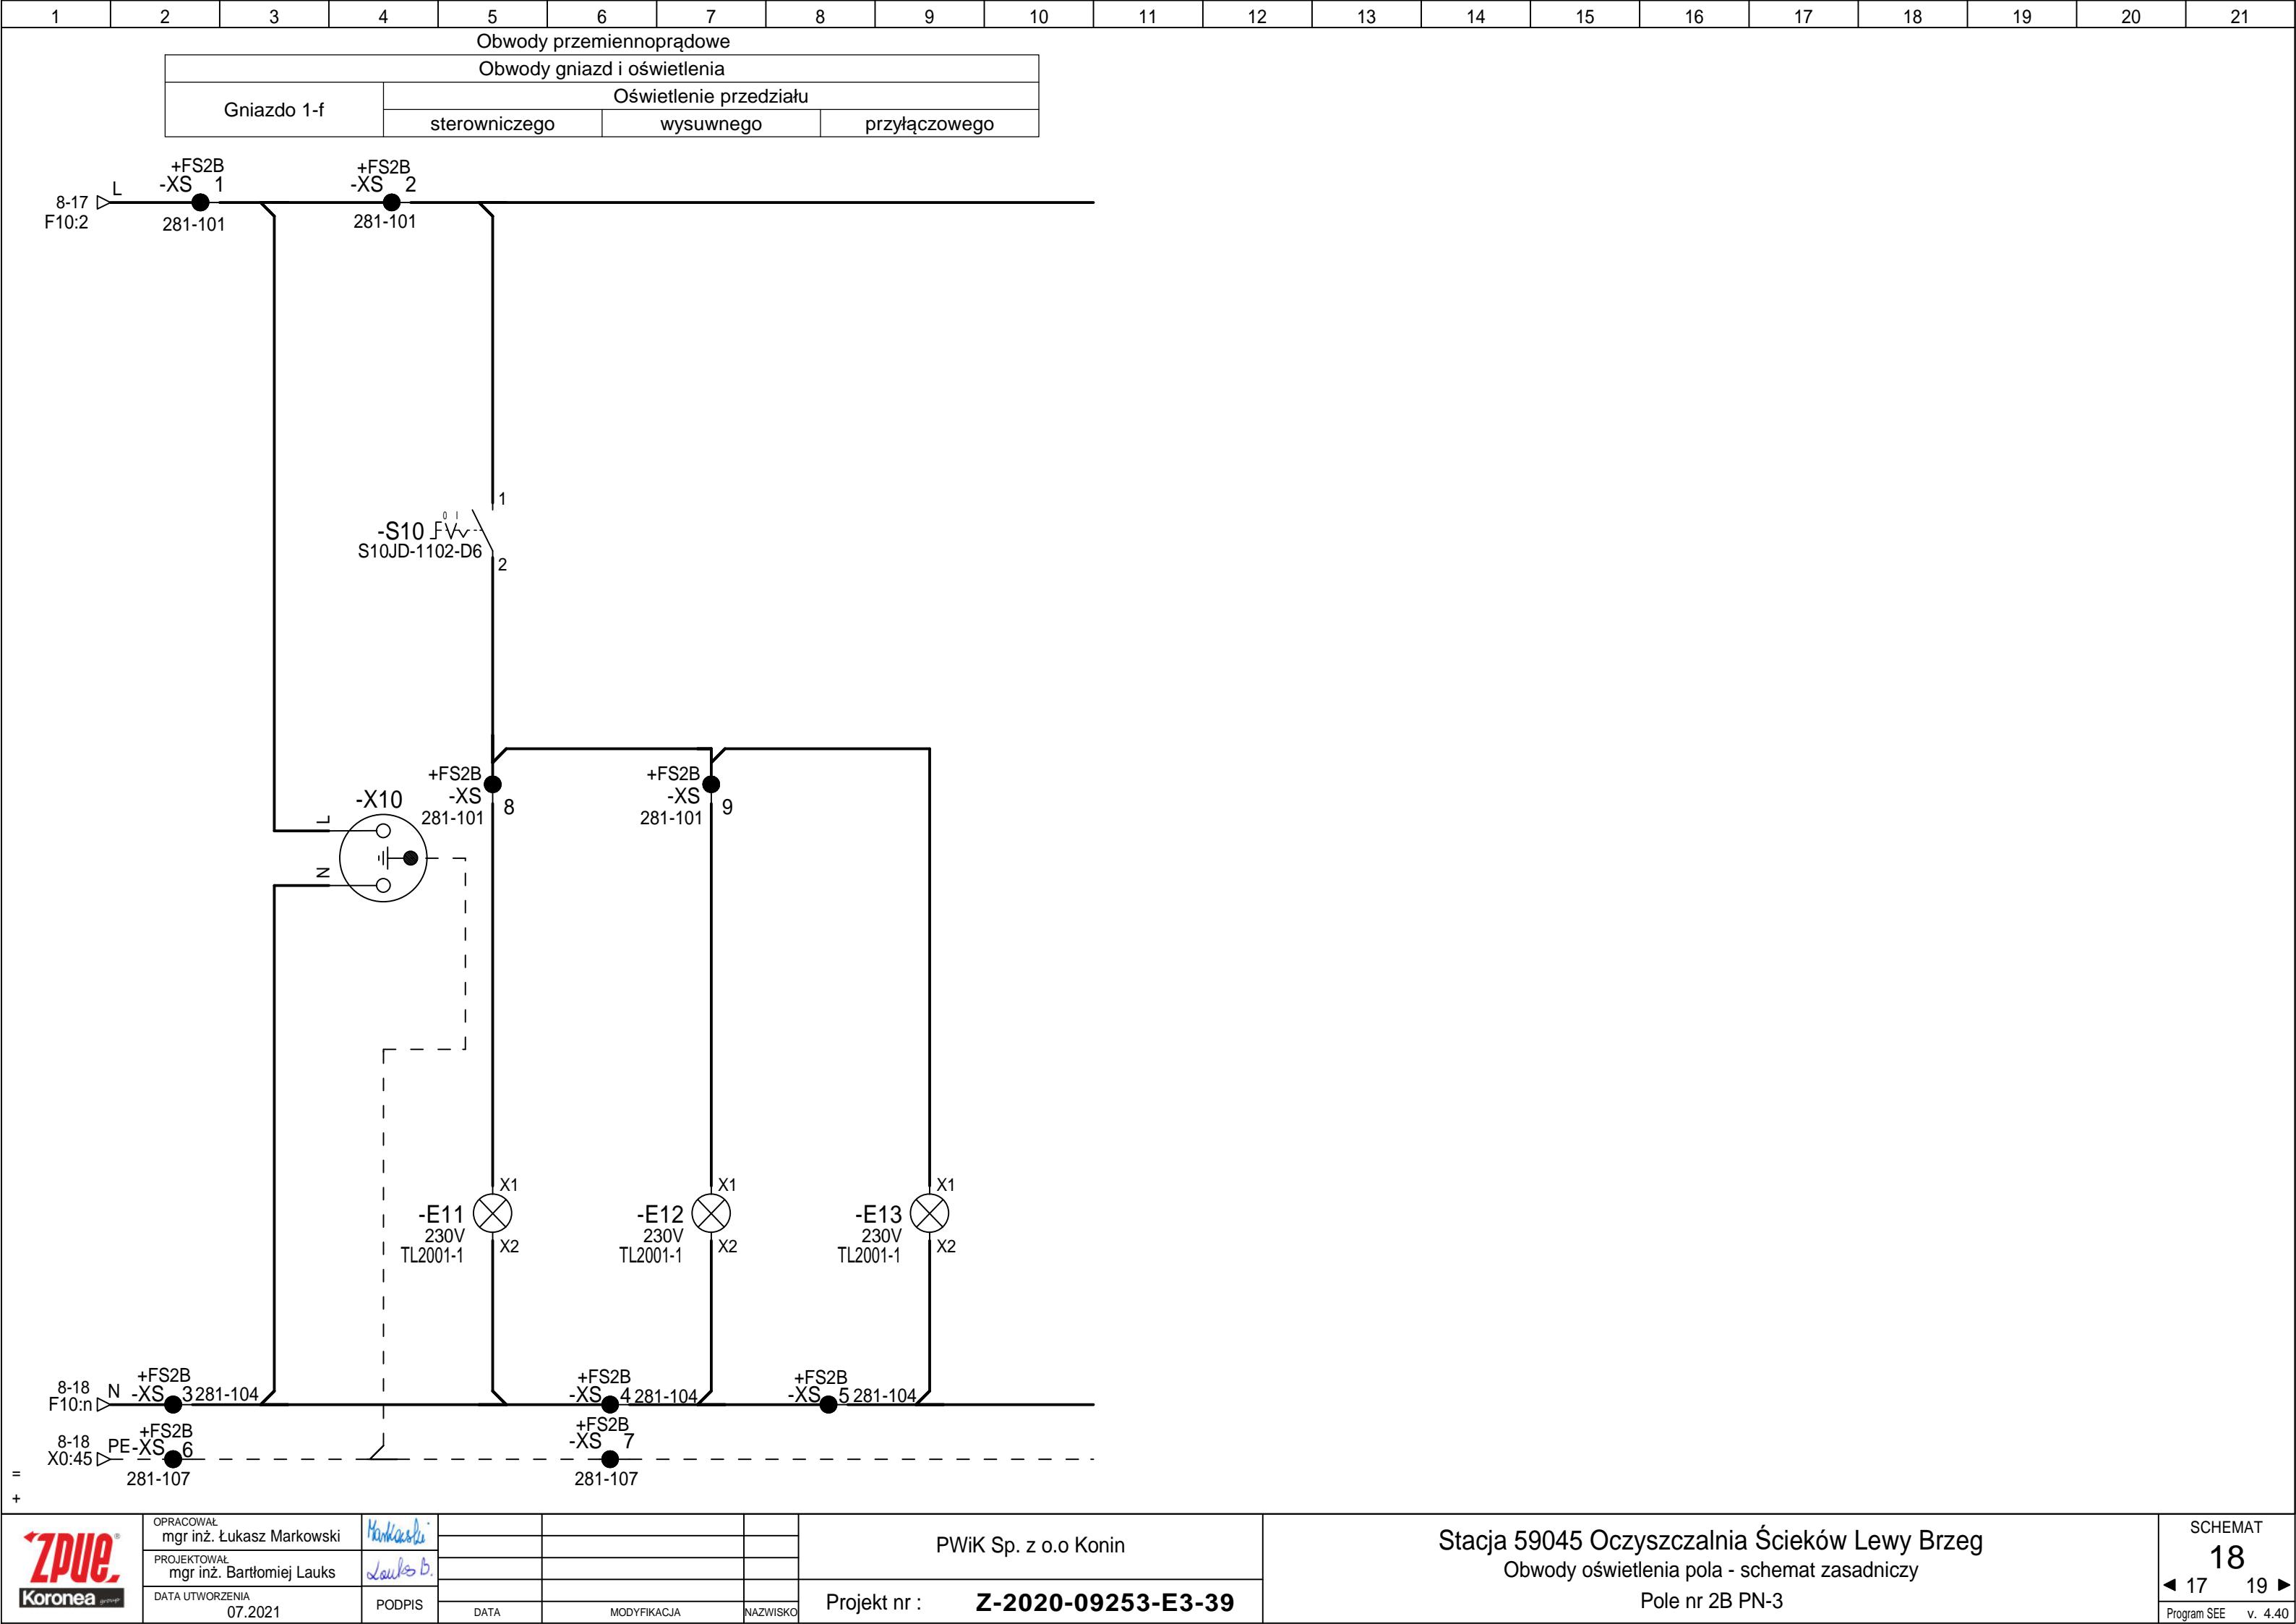 1 2 3 4 5 6 7 8 9 10 11 12 13 14 15 16 17 18 19 20 21
Obwody przemiennoprądowe
Obwody gniazd i oświetlenia
Gniazdo 1-f
Oświetlenie przedziału
sterowniczego
wysuwnego
przyłączowego
8-17
F10:2
L
+FS2B
-XS 1
281-101
+FS2B
-XS 2
281-101
1
0 I
-S10
S10JD-1102-D6
2
+FS2B
-XS
281-101
8
+FS2B
-XS
281-101
9
-X10
L
N
X1
-E11
230V
TL2001-1
X2
X1
-E12
230V
TL2001-1
X2
X1
-E13
230V
TL2001-1
X2
8-18
F10:n
N
+FS2B
-XS 3 281-104
+FS2B
-XS 4 281-104
+FS2B
-XS 5 281-104
8-18
X0:45
PE
+FS2B
-XS 6
281-107
+FS2B
-XS 7
281-107
=
+
ZPUE®
Koronea group
OPRACOWAŁ
mgr inż. Łukasz Markowski
Markowski
PROJEKTOWAŁ
mgr inż. Bartłomiej Lauks
Lauks B.
DATA UTWORZENIA
07.2021
PODPIS
DATA
MODYFIKACJA
NAZWISKO
PWiK Sp. z o.o Konin
Projekt nr : Z-2020-09253-E3-39
Stacja 59045 Oczyszczalnia Ścieków Lewy Brzeg
Obwody oświetlenia pola - schemat zasadniczy
Pole nr 2B PN-3
SCHEMAT
18
◄ 17 19 ►
Program SEE v. 4.40